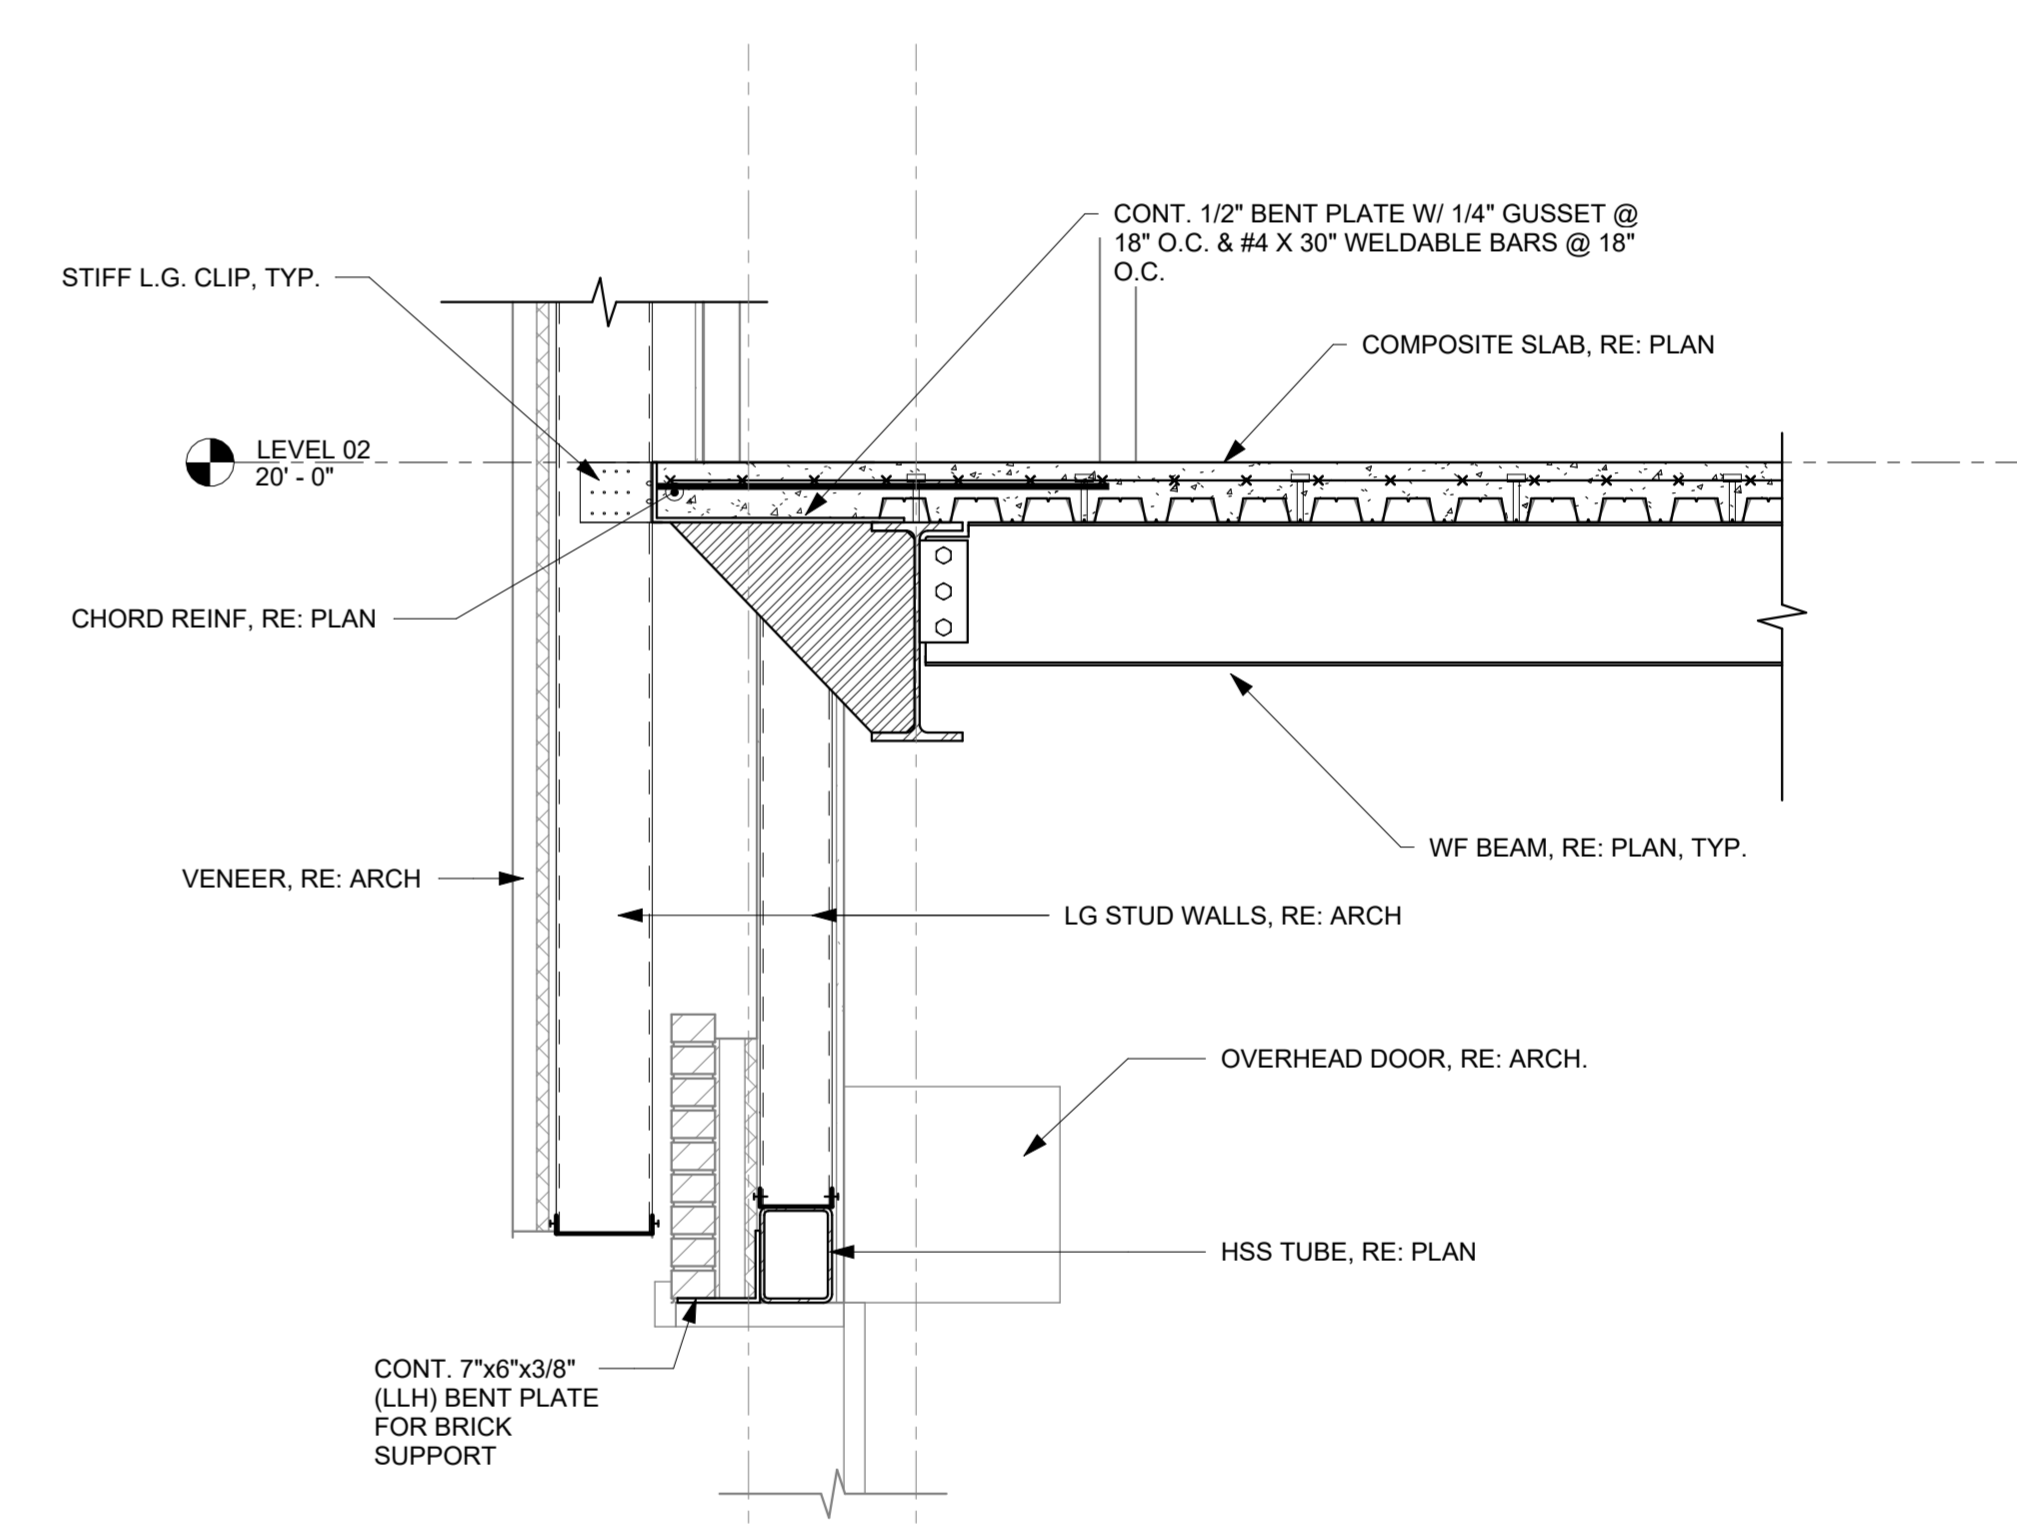 CONT. 1/2" BENT PLATE W/ 1/4" GUSSET @
18" O.C. & #4 X 30" WELDABLE BARS @ 18"
O.C.
STIFF L.G. CLIP, TYP.
COMPOSITE SLAB, RE: PLAN
LEVEL 02
20' - 0"
CHORD REINF, RE: PLAN
WF BEAM, RE: PLAN, TYP.
VENEER, RE: ARCH
LG STUD WALLS, RE: ARCH
OVERHEAD DOOR, RE: ARCH.
HSS TUBE, RE: PLAN
CONT. 7"x6"x3/8"
(LLH) BENT PLATE
FOR BRICK
SUPPORT